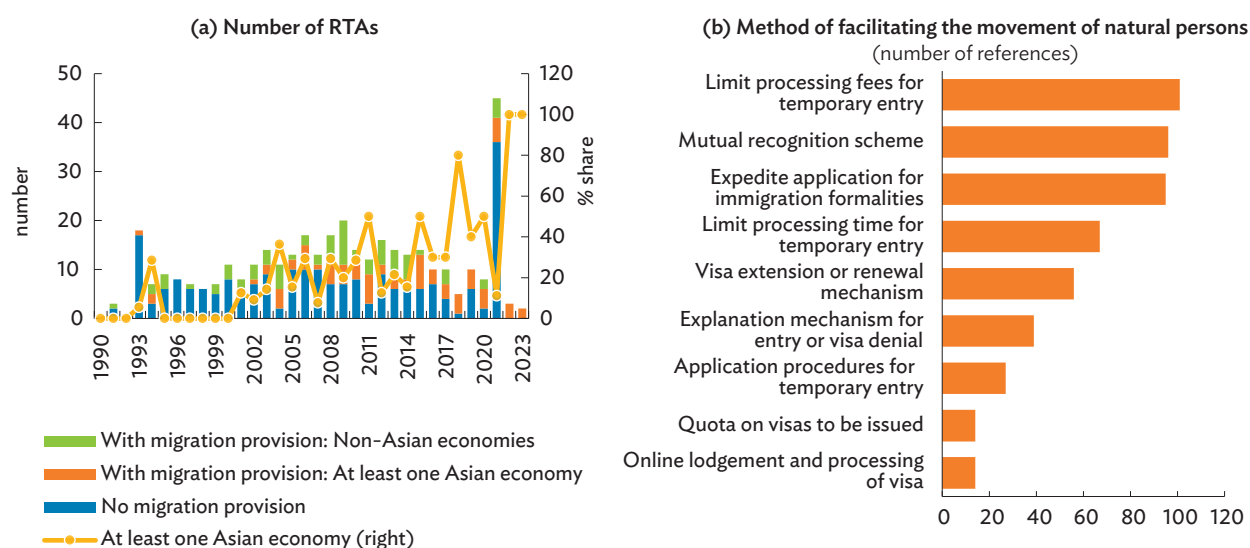 (a) Number of RTAs
number
50
40
30
20
10
0
120
100
80
60
40
20
0
% share
1990
1993
1996
1999
2002
2005
2008
2011
2014
2017
2020
2023
With migration provision: Non–Asian economies
With migration provision: At least one Asian economy
No migration provision
At least one Asian economy (right)
(b) Method of facilitating the movement of natural persons
(number of references)
Limit processing fees for
temporary entry
Mutual recognition scheme
Expedite application for
immigration formalities
Limit processing time for
temporary entry
Visa extension or renewal
mechanism
Explanation mechanism for
entry or visa denial
Application procedures for
temporary entry
Quota on visas to be issued
Online lodgement and processing
of visa
0 20 40 60 80 100 120